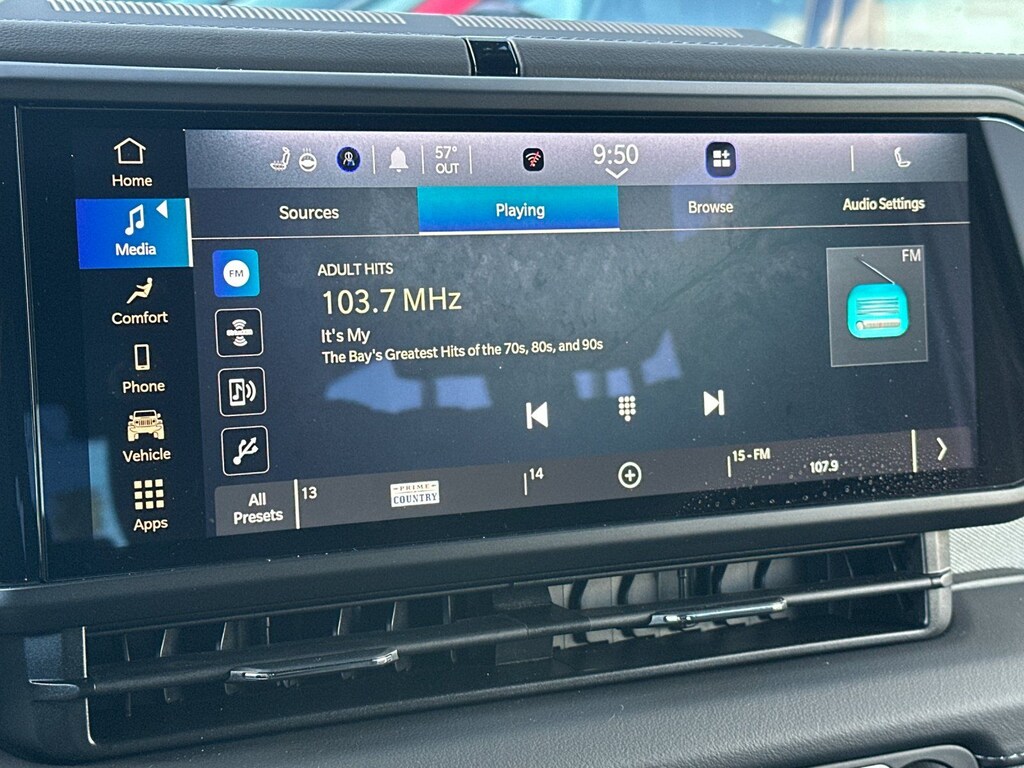 57°
OUT
9:50
Home
Media
Comfort
Phone
Vehicle
Apps
Sources
Playing
Browse
Audio Settings
FM
ADULT HITS
103.7 MHz
It's My
The Bay's Greatest Hits of the 70s, 80s, and 90s
FM
All
Presets
13
PRIME
COUNTRY
14
15 - FM
107.9